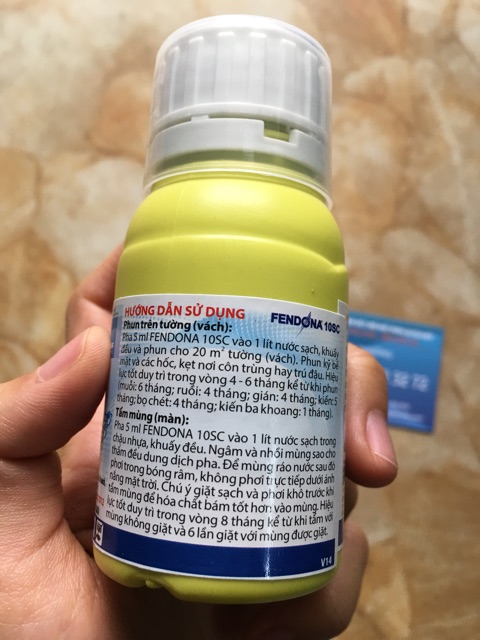 HƯỚNG DẪN SỬ DỤNG
FENDONA 10SC
Phun trên tường (vách):
Pha 5 ml FENDONA 10SC vào 1 lít nước sạch, khuấy
đều và phun cho 20 m² tường (vách). Phun kỹ bề
mặt và các hốc, kẹt nơi côn trùng hay trú đậu. Hiệu
lực tốt duy trì trong vòng 4 - 6 tháng kể từ khi phun
(muỗi: 6 tháng; ruồi: 4 tháng; gián: 4 tháng; kiến: 5
tháng; bọ chét: 4 tháng; kiến ba khoang: 1 tháng).
Tẩm mùng (màn):
Pha 5 ml FENDONA 10SC vào 1 lít nước sạch trong
chậu nhựa, khuấy đều. Ngâm và nhồi mùng sao cho
thấm đều dung dịch pha. Để mùng ráo nước sau đó
phơi trong bóng râm, không phơi trực tiếp dưới ánh
nắng mặt trời. Chú ý giặt sạch và phơi khô trước khi
tẩm mùng để hóa chất bám tốt hơn vào mùng. Hiệu
lực tốt duy trì trong vòng 8 tháng kể từ khi tẩm với
mùng không giặt và 6 lần giặt với mùng được giặt.
V14